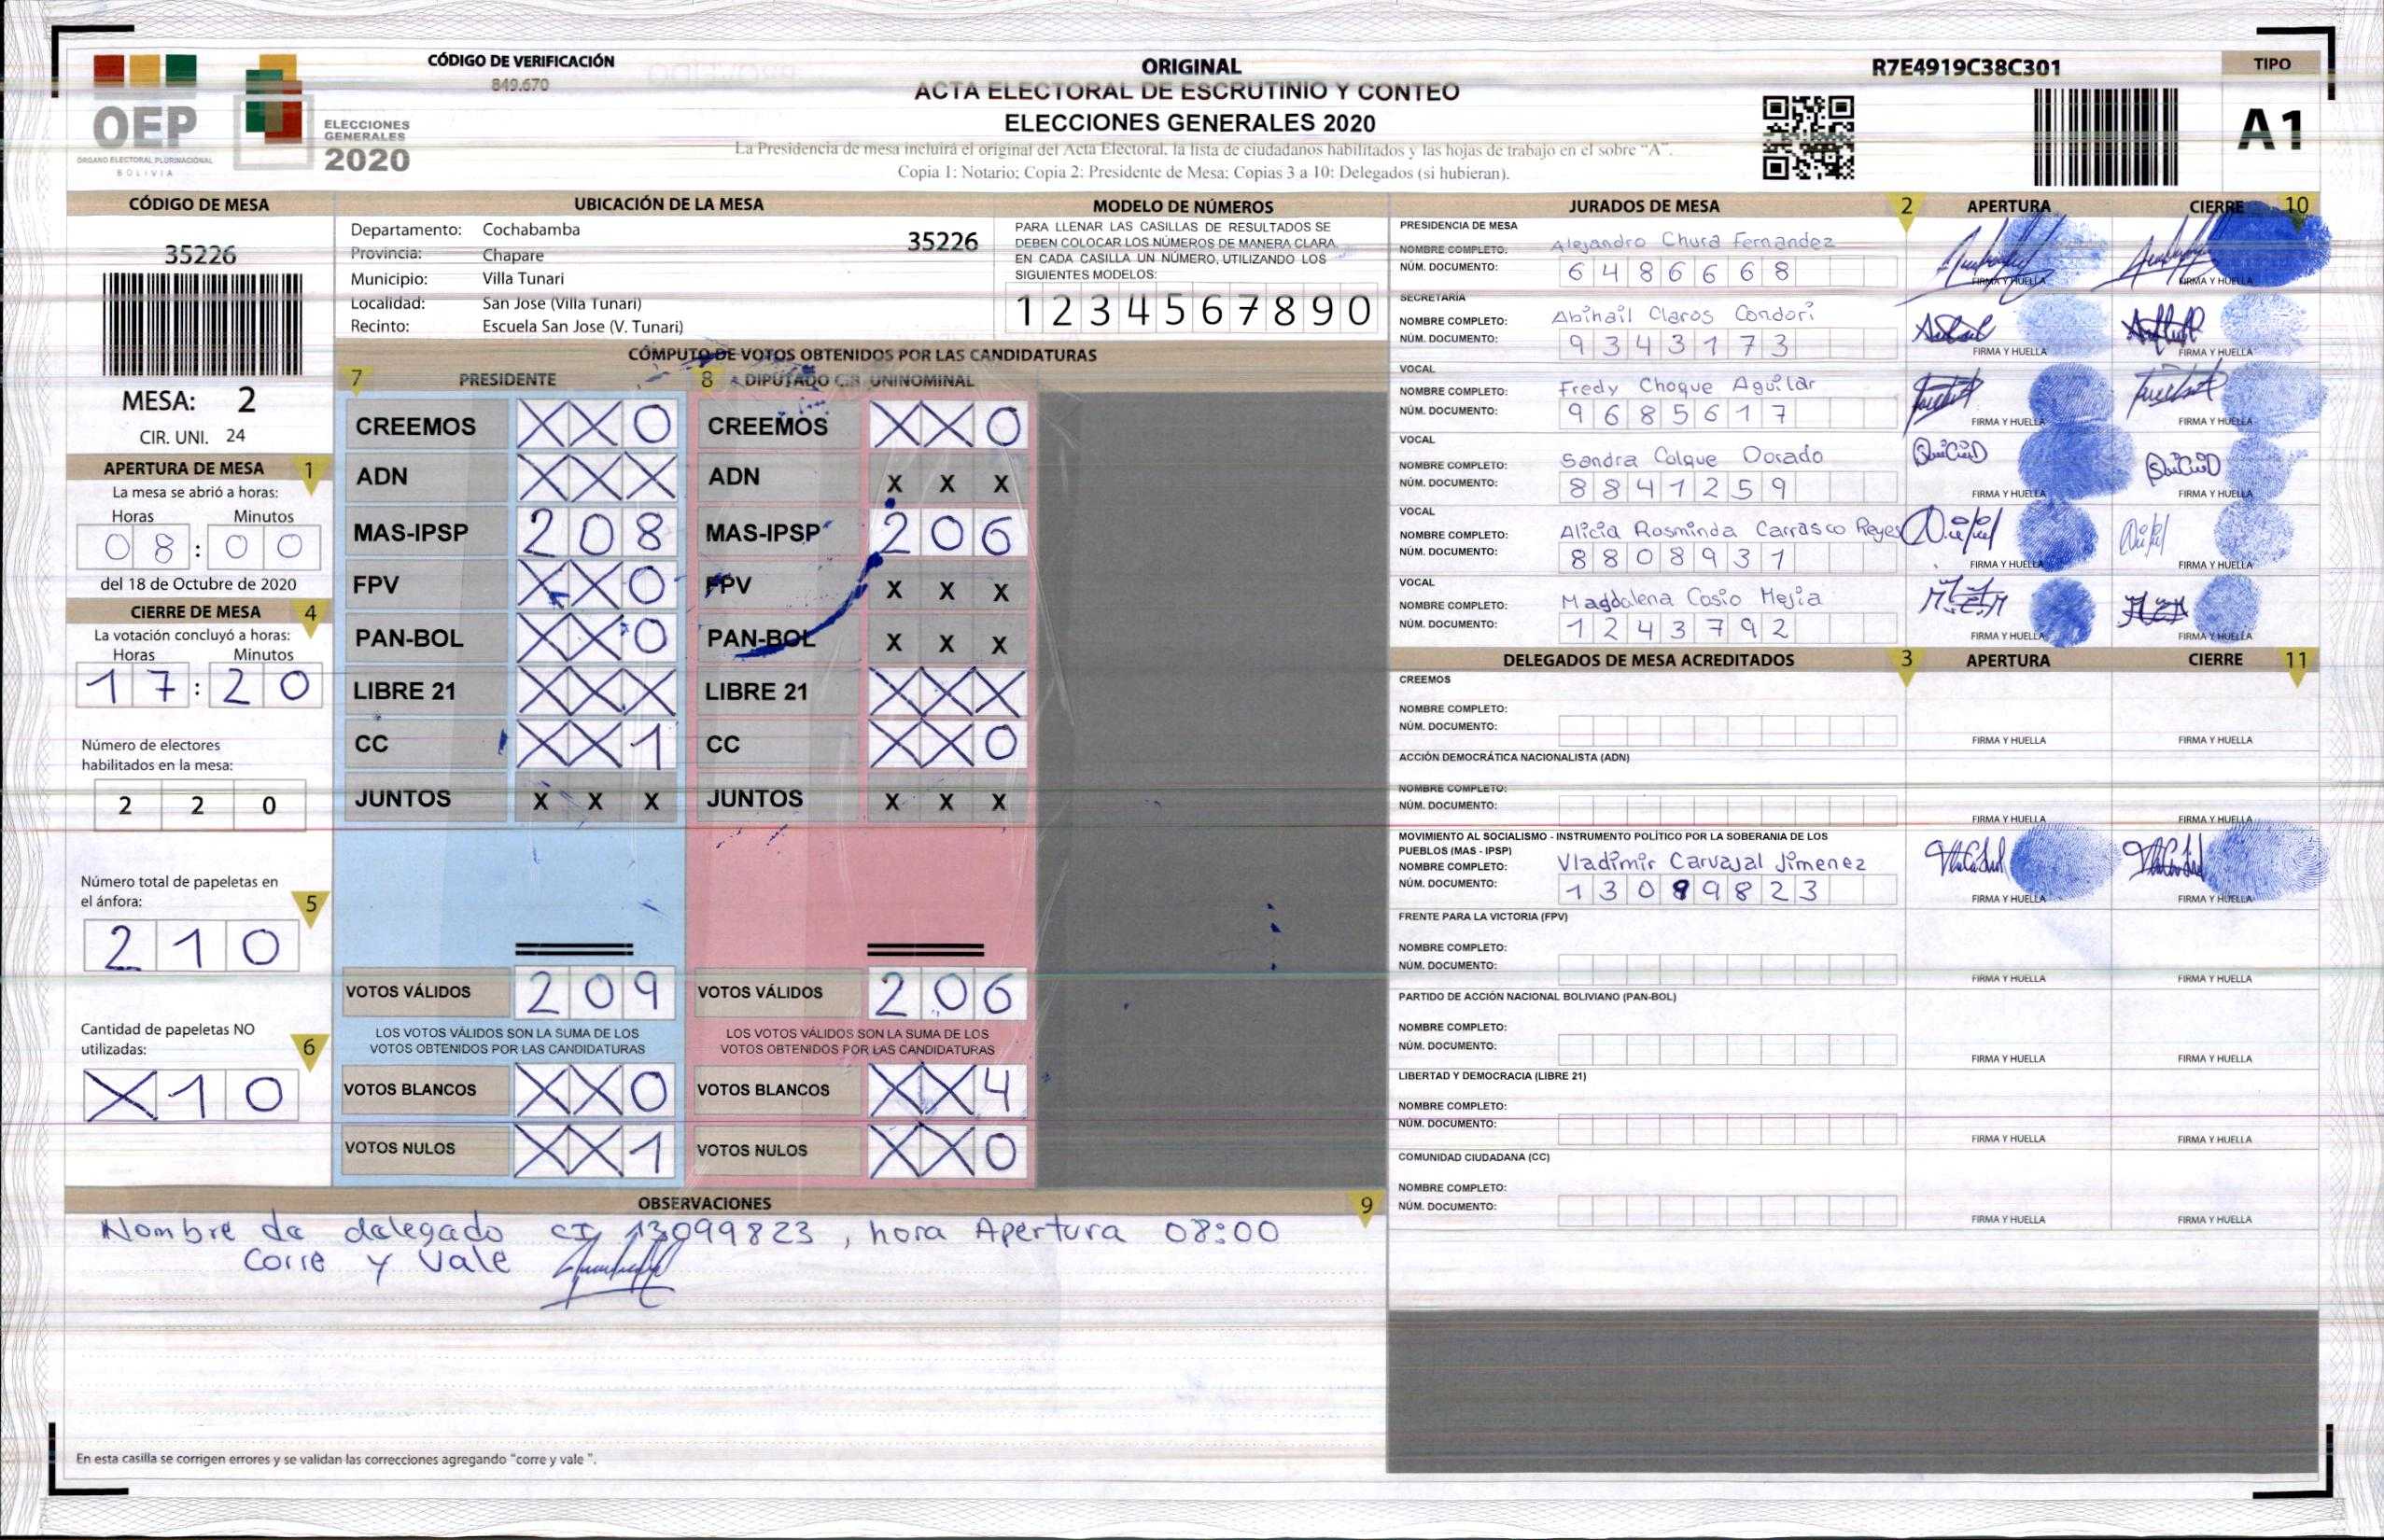 OEP
ÓRGANO ELECTORAL PLURINACIONAL
BOLIVIA
ELECCIONES
GENERALES
2020
CÓDIGO DE VERIFICACIÓN
849.670
ORIGINAL
ACTA ELECTORAL DE ESCRUTINIO Y CONTEO
ELECCIONES GENERALES 2020
La Presidencia de mesa incluirá el original del Acta Electoral, la lista de ciudadanos habilitados y las hojas de trabajo en el sobre “A”.
Copia 1: Notario; Copia 2: Presidente de Mesa; Copias 3 a 10: Delegados (si hubieran).
R7E4919C38C301
TIPO
A1
CÓDIGO DE MESA
35226
MESA: 2
CIR. UNI. 24
APERTURA DE MESA 1
La mesa se abrió a horas:
Horas Minutos
08:00
del 18 de Octubre de 2020
CIERRE DE MESA 4
La votación concluyó a horas:
Horas Minutos
17:20
Número de electores
habilitados en la mesa:
2 2 0
Número total de papeletas en
el ánfora: 5
2 1 0
Cantidad de papeletas NO
utilizadas: 6
X 1 0
UBICACIÓN DE LA MESA
Departamento: Cochabamba
35226
Provincia: Chapare
Municipio: Villa Tunari
Localidad: San Jose (Villa Tunari)
Recinto: Escuela San Jose (V. Tunari)
MODELO DE NÚMEROS
PARA LLENAR LAS CASILLAS DE RESULTADOS SE
DEBEN COLOCAR LOS NÚMEROS DE MANERA CLARA.
EN CADA CASILLA UN NÚMERO, UTILIZANDO LOS
SIGUIENTES MODELOS:
1 2 3 4 5 6 7 8 9 0
CÓMPUTO DE VOTOS OBTENIDOS POR LAS CANDIDATURAS
7 PRESIDENTE
CREEMOS X X 0
ADN X X X
MAS-IPSP 2 0 8
FPV X X 0
PAN-BOL X X 0
LIBRE 21 X X X
CC X X 1
JUNTOS X X X
VOTOS VÁLIDOS 2 0 9
LOS VOTOS VÁLIDOS SON LA SUMA DE LOS
VOTOS OBTENIDOS POR LAS CANDIDATURAS
VOTOS BLANCOS X X 0
VOTOS NULOS X X 1
8 DIPUTADO UNINOMINAL
CREEMOS X X 0
ADN X X X
MAS-IPSP 2 0 6
FPV X X X
PAN-BOL X X X
LIBRE 21 X X X
CC X X 0
JUNTOS X X X
VOTOS VÁLIDOS 2 0 6
LOS VOTOS VÁLIDOS SON LA SUMA DE LOS
VOTOS OBTENIDOS POR LAS CANDIDATURAS
VOTOS BLANCOS X X 4
VOTOS NULOS X X 0
OBSERVACIONES 9
Nombre de delegado CI 13099823, hora Apertura 08:00
Corre y Vale
En esta casilla se corrigen errores y se validan las correcciones agregando “corre y vale”.
JURADOS DE MESA 2 APERTURA CIERRE 10
PRESIDENCIA DE MESA
NOMBRE COMPLETO: Alejandro Chura Fernandez
NÚM. DOCUMENTO: 6486668
FIRMA Y HUELLA FIRMA Y HUELLA
SECRETARÍA
NOMBRE COMPLETO: Abihail Claros Condori
NÚM. DOCUMENTO: 9343173
FIRMA Y HUELLA FIRMA Y HUELLA
VOCAL
NOMBRE COMPLETO: Fredy Choque Aguilar
NÚM. DOCUMENTO: 9685617
FIRMA Y HUELLA FIRMA Y HUELLA
VOCAL
NOMBRE COMPLETO: Sandra Colque Dorado
NÚM. DOCUMENTO: 8841259
FIRMA Y HUELLA FIRMA Y HUELLA
VOCAL
NOMBRE COMPLETO: Alicia Rosminda Carrasco Reyes
NÚM. DOCUMENTO: 8808931
FIRMA Y HUELLA FIRMA Y HUELLA
VOCAL
NOMBRE COMPLETO: Magdalena Cosio Mejia
NÚM. DOCUMENTO: 1243792
FIRMA Y HUELLA FIRMA Y HUELLA
DELEGADOS DE MESA ACREDITADOS 3 APERTURA CIERRE 11
CREEMOS
NOMBRE COMPLETO:
NÚM. DOCUMENTO:
FIRMA Y HUELLA FIRMA Y HUELLA
ACCIÓN DEMOCRÁTICA NACIONALISTA (ADN)
NOMBRE COMPLETO:
NÚM. DOCUMENTO:
FIRMA Y HUELLA FIRMA Y HUELLA
MOVIMIENTO AL SOCIALISMO - INSTRUMENTO POLÍTICO POR LA SOBERANIA DE LOS
PUEBLOS (MAS - IPSP)
NOMBRE COMPLETO: Vladimir Carvajal Jimenez
NÚM. DOCUMENTO: 13099823
FIRMA Y HUELLA FIRMA Y HUELLA
FRENTE PARA LA VICTORIA (FPV)
NOMBRE COMPLETO:
NÚM. DOCUMENTO:
FIRMA Y HUELLA FIRMA Y HUELLA
PARTIDO DE ACCIÓN NACIONAL BOLIVIANO (PAN-BOL)
NOMBRE COMPLETO:
NÚM. DOCUMENTO:
FIRMA Y HUELLA FIRMA Y HUELLA
LIBERTAD Y DEMOCRACIA (LIBRE 21)
NOMBRE COMPLETO:
NÚM. DOCUMENTO:
FIRMA Y HUELLA FIRMA Y HUELLA
COMUNIDAD CIUDADANA (CC)
NOMBRE COMPLETO:
NÚM. DOCUMENTO:
FIRMA Y HUELLA FIRMA Y HUELLA